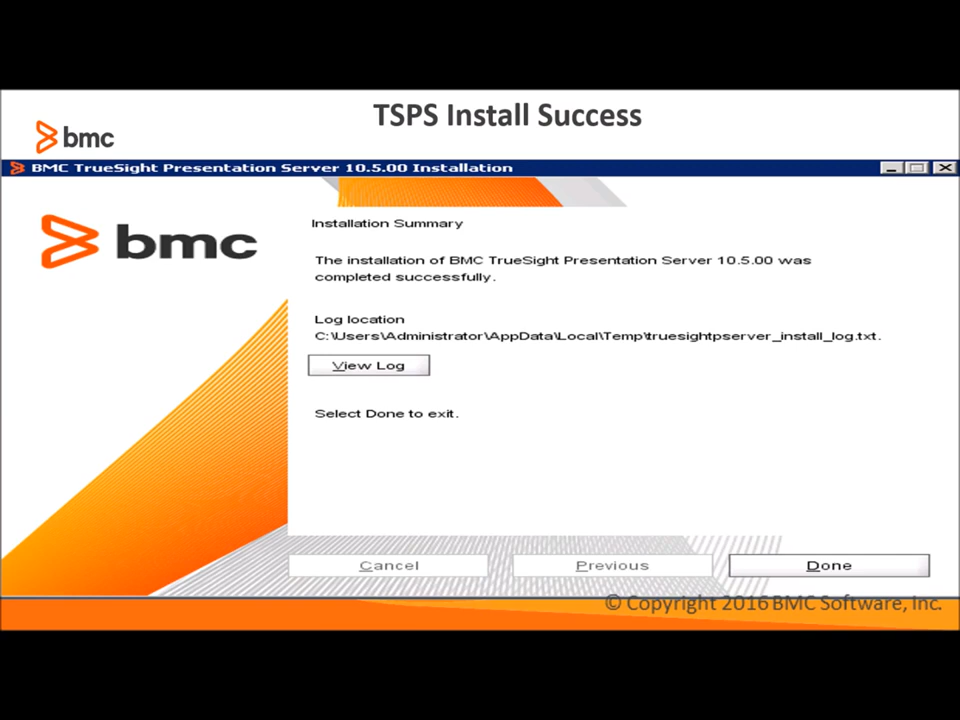 TSPS Install Success
bmc
BMC TrueSight Presentation Server 10.5.00 Installation
bmc
Installation Summary
The installation of BMC TrueSight Presentation Server 10.5.00 was
completed successfully.
Log location
C:\Users\Administrator\AppData\Local\Temp\truesightpserver_install_log.txt.
View Log
Select Done to exit.
Cancel Previous Done
© Copyright 2016 BMC Software, Inc.